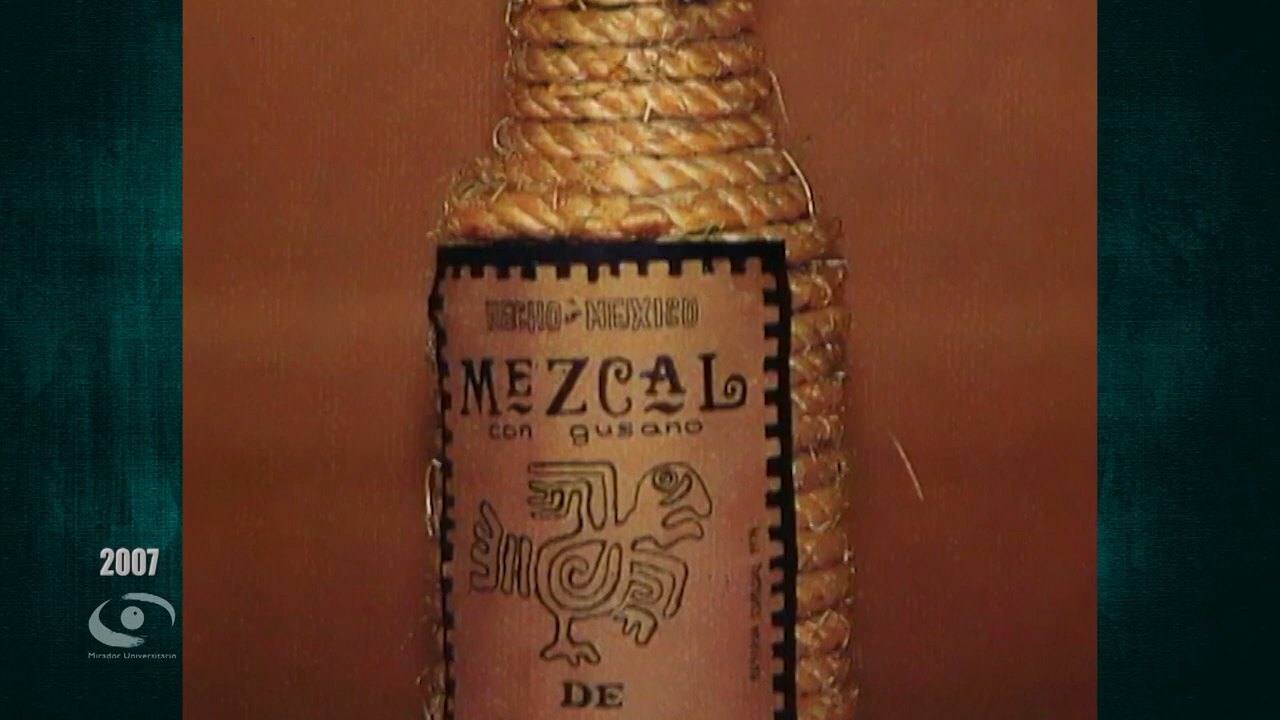 HECHO EN MEXICO
MEZCAL
con gusano
DE
2007
Mirador Universitario